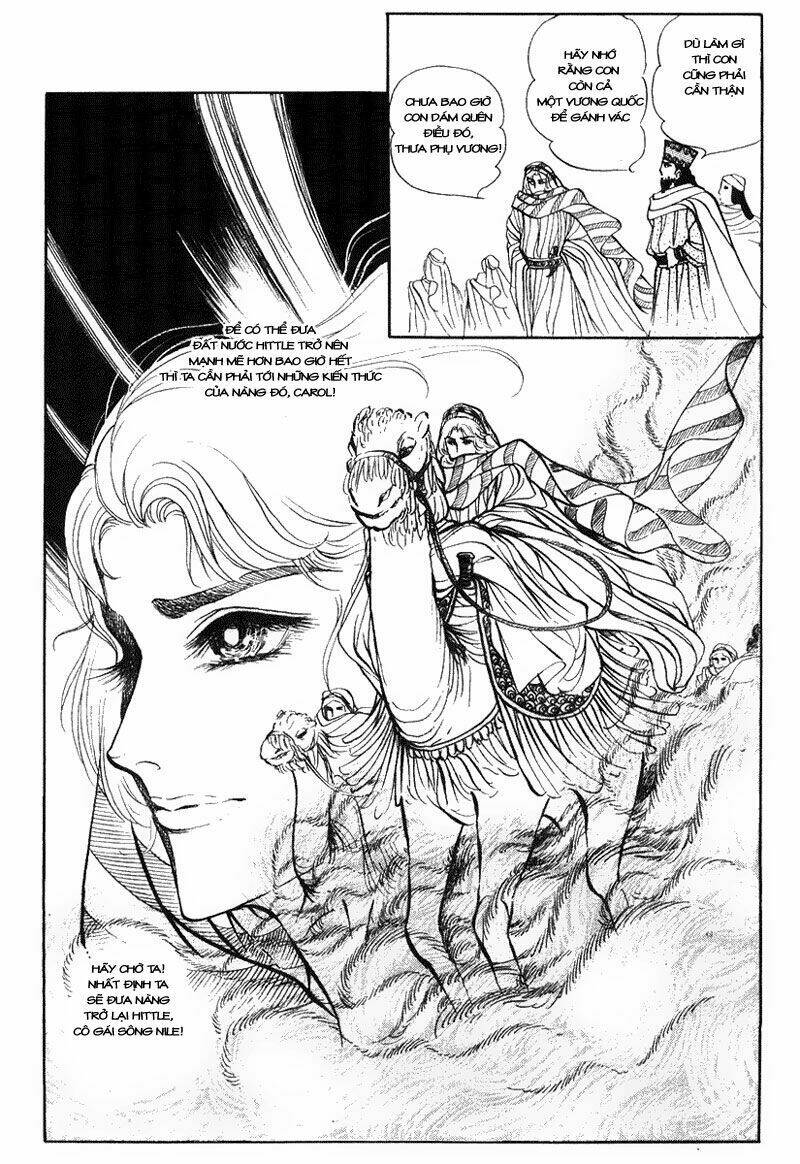 DÙ LÀM GÌ
THÌ CON
CŨNG PHẢI
CẨN THẬN
HÃY NHỚ
RẰNG CON
CÒN CẢ
MỘT VƯƠNG QUỐC
ĐỂ GÁNH VÁC
CHƯA BAO GIỜ
CON DÁM QUÊN
ĐIỀU ĐÓ,
THƯA PHỤ VƯƠNG!
ĐỂ CÓ THỂ ĐƯA
ĐẤT NƯỚC HITTLE TRỞ NÊN
MẠNH MẼ HƠN BAO GIỜ HẾT
THÌ TA CẦN PHẢI TỚI NHỮNG KIẾN THỨC
CỦA NÀNG ĐÓ, CAROL!
HÃY CHỜ TA!
NHẤT ĐỊNH TA
SẼ ĐƯA NÀNG
TRỞ LẠI HITTLE,
CÔ GÁI SÔNG NILE!